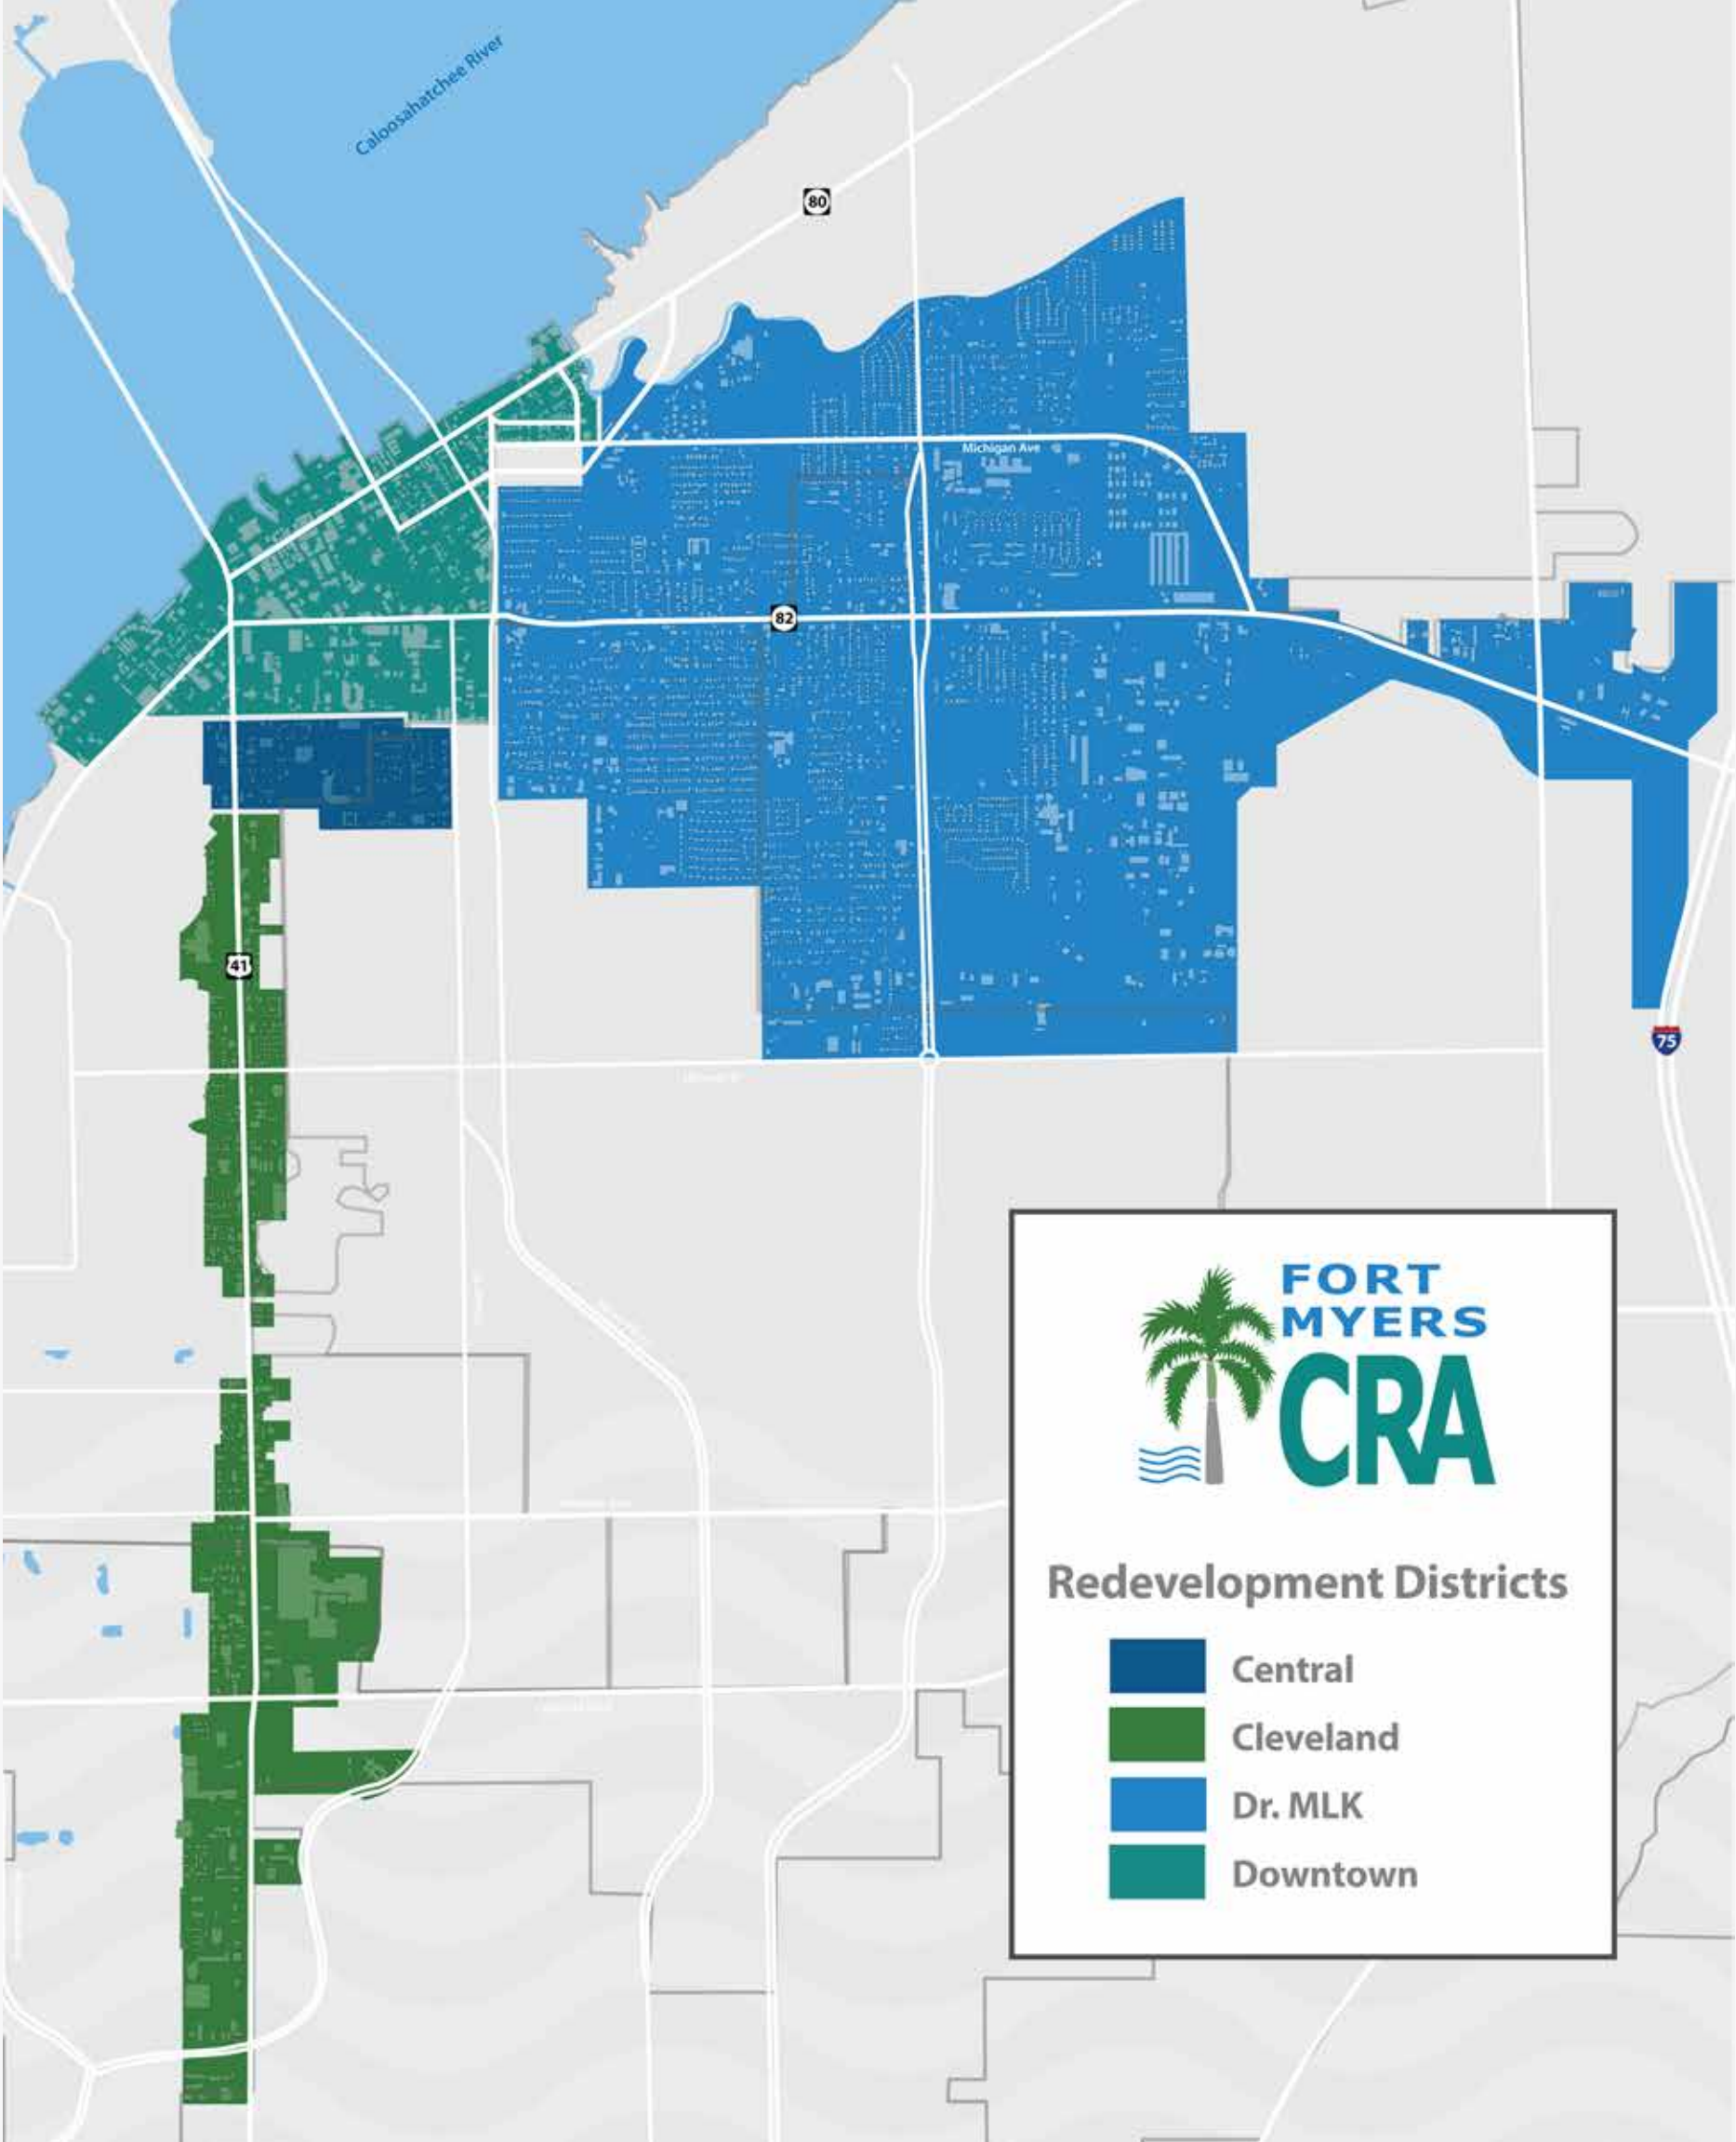 Caloosahatchee River
80
Michigan Ave
82
41
75
FORT
MYERS
CRA
Redevelopment Districts
Central
Cleveland
Dr. MLK
Downtown